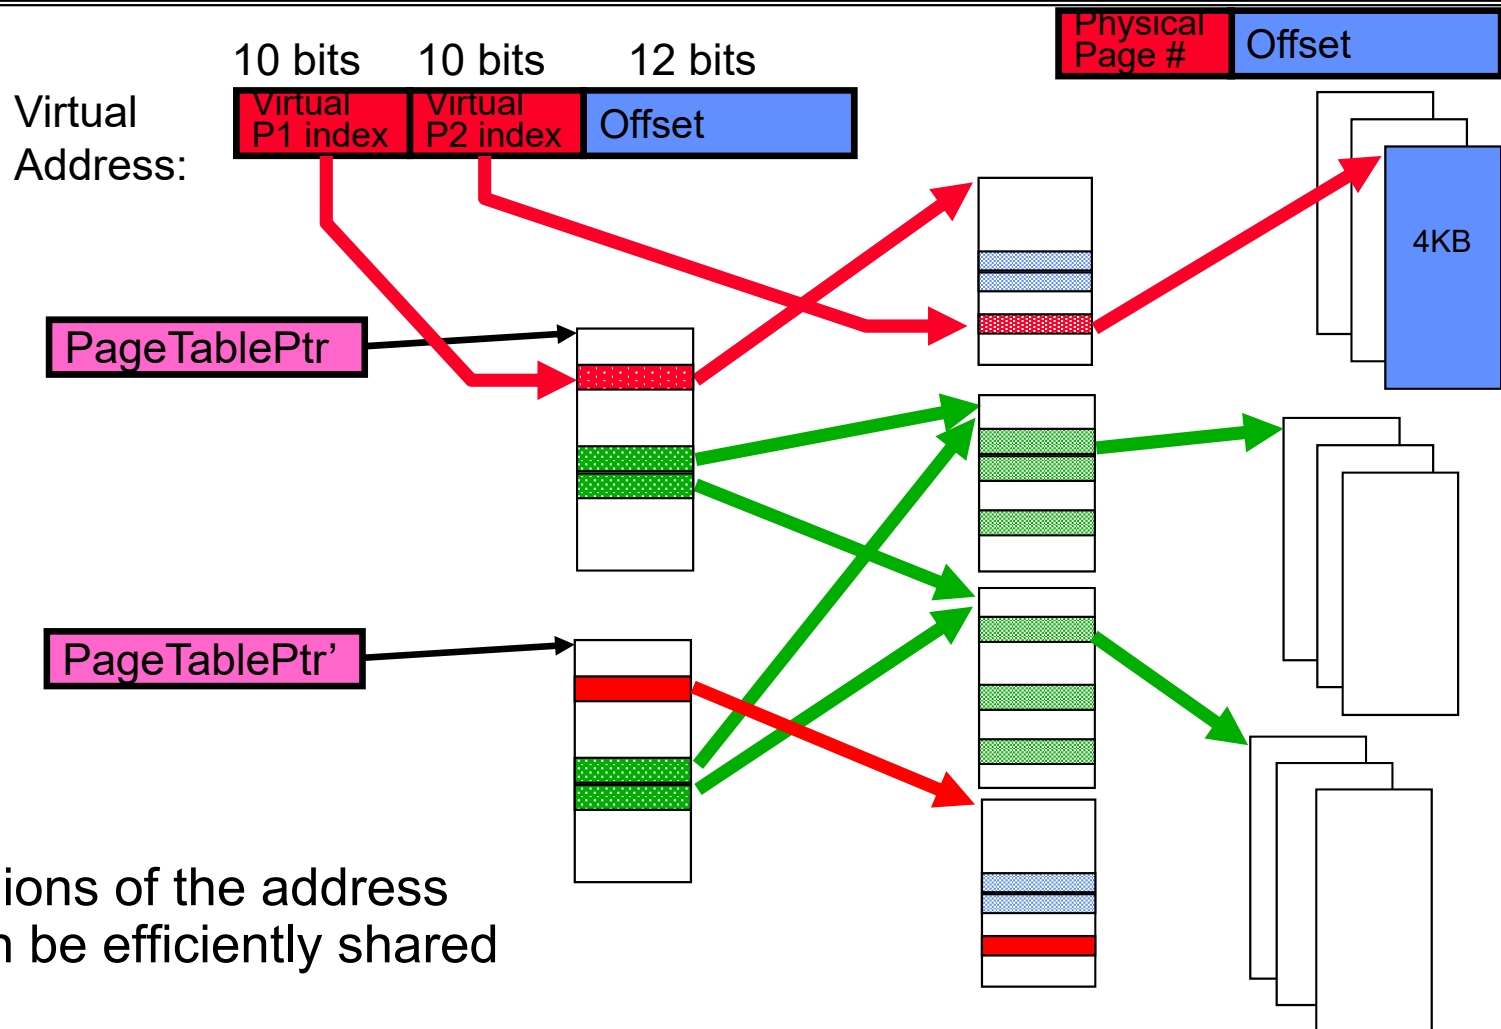 Physical
Page #
Offset
10 bits
10 bits
12 bits
Virtual
Address:
Virtual
P1 index
Virtual
P2 index
Offset
4KB
PageTablePtr
PageTablePtr’
ions of the address
n be efficiently shared